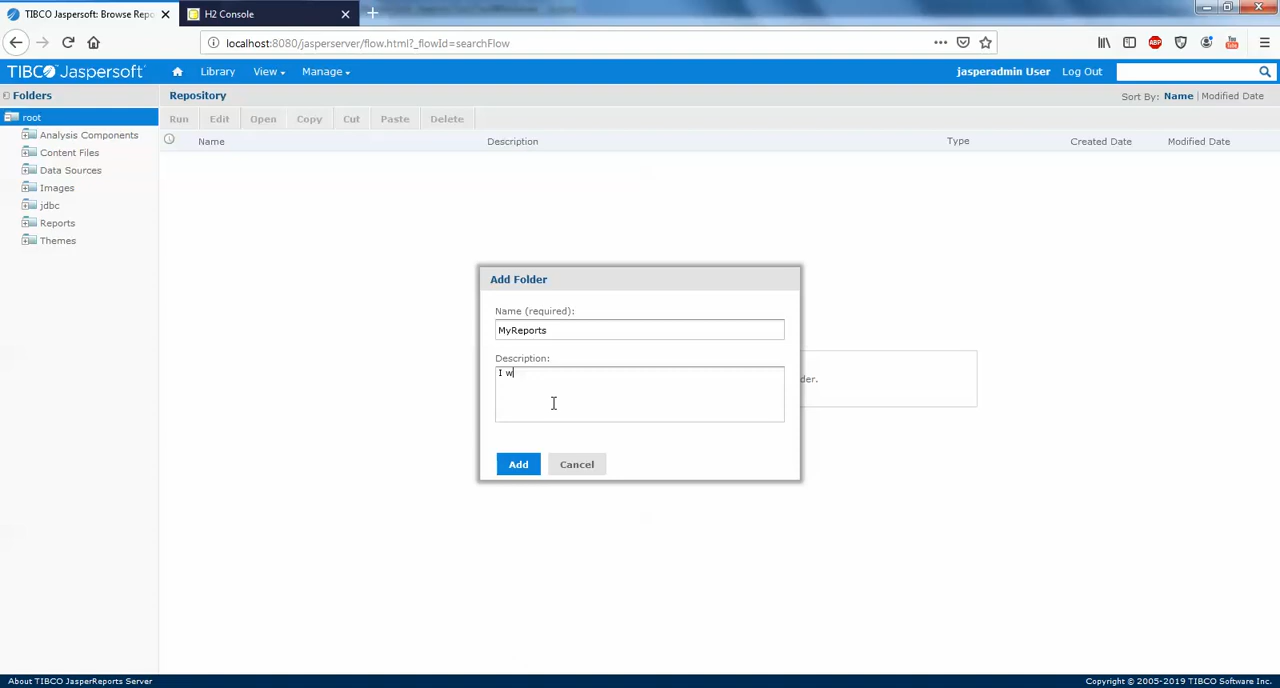 TIBCO Jaspersoft: Browse Repo
H2 Console
localhost:8080/jasperserver/flow.html?_flowId=searchFlow
ABP
TIBCO Jaspersoft®
Library
View
Manage
jasperadmin User
Log Out
Folders
Repository
Sort By: Name | Modified Date
root
Run
Edit
Open
Copy
Cut
Paste
Delete
Name
Description
Type
Created Date
Modified Date
Analysis Components
Content Files
Data Sources
Images
jdbc
Reports
Themes
Add Folder
Name (required):
MyReports
Description:
I w
der.
Add
Cancel
About TIBCO JasperReports Server
Copyright © 2005-2019 TIBCO Software Inc.